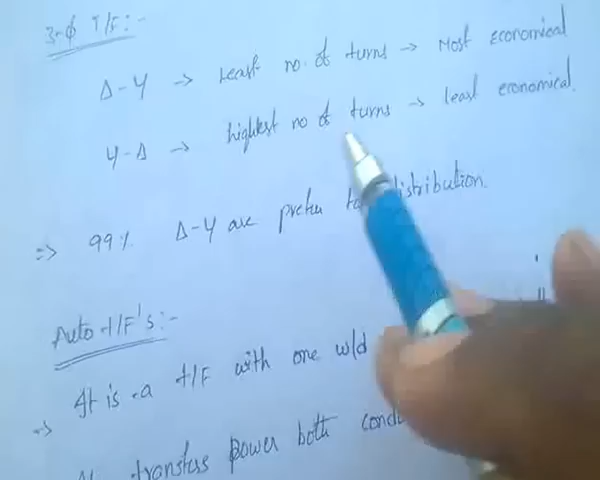 3-ϕ T/F:-
Δ-Y → Least no. of turns → Most economical
Y-Δ → highest no of turns → least economical.
⇒ 99% Δ-Y are prefer distribution.
Auto t/F's:-
⇒ It is a t/F with one wld
transfers power both